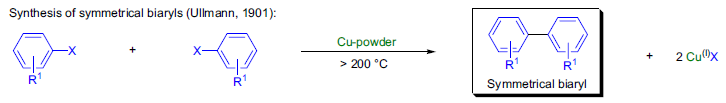 Synthesis of symmetrical biaryls (Ullmann, 1901):
X
R¹
+
X
R¹
Cu-powder
> 200 °C
R¹
R¹
Symmetrical biaryl
+
2 Cu⁽ᴵ⁾X